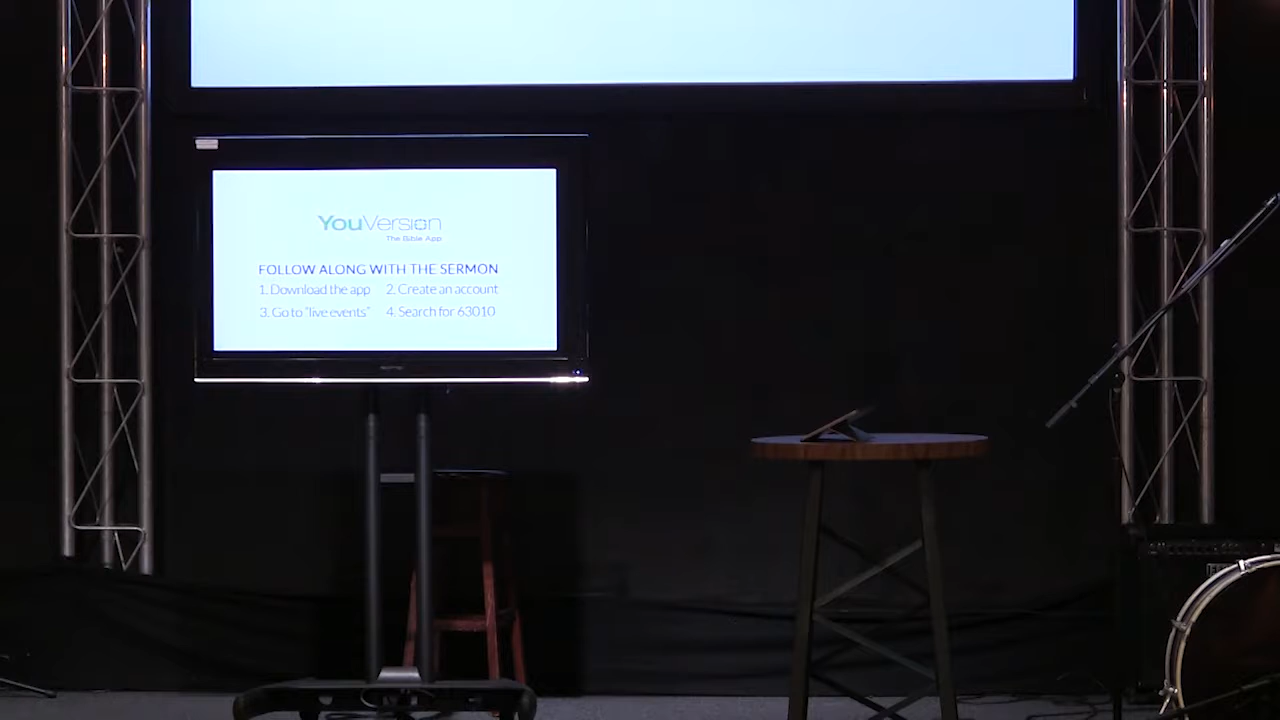 YouVersion
The Bible App
FOLLOW ALONG WITH THE SERMON
1. Download the app 2. Create an account
3. Go to "live events" 4. Search for 63010